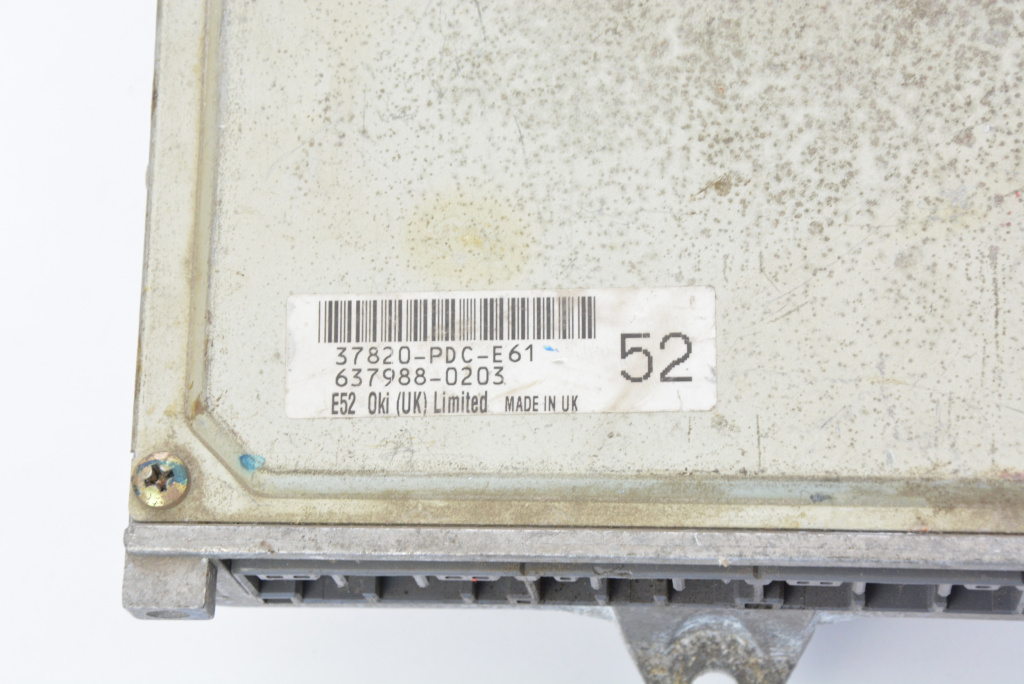 37820-PDC-E61
637988-0203
52
E52 Oki (UK) Limited MADE IN UK